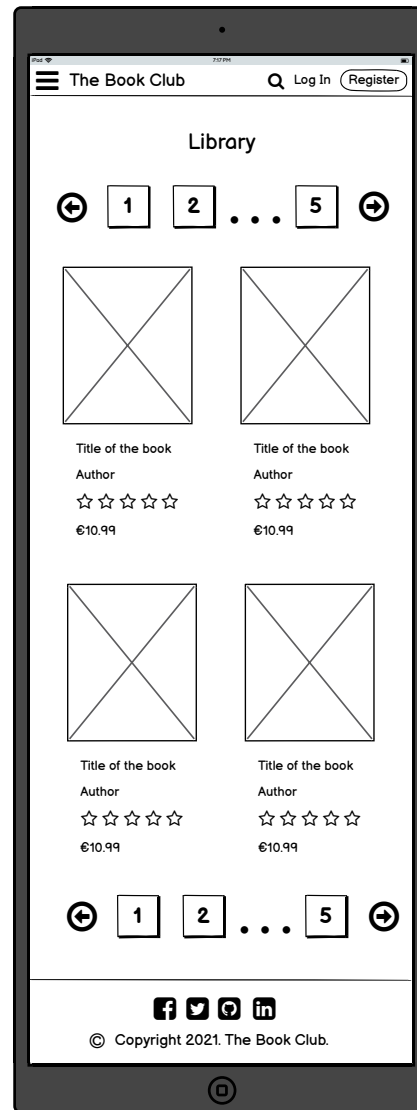 iPad 7:17 PM
The Book Club Log In Register
Library
1 2 ... 5
Title of the book Title of the book
Author Author
€10.99 €10.99
Title of the book Title of the book
Author Author
€10.99 €10.99
1 2 ... 5
© Copyright 2021. The Book Club.